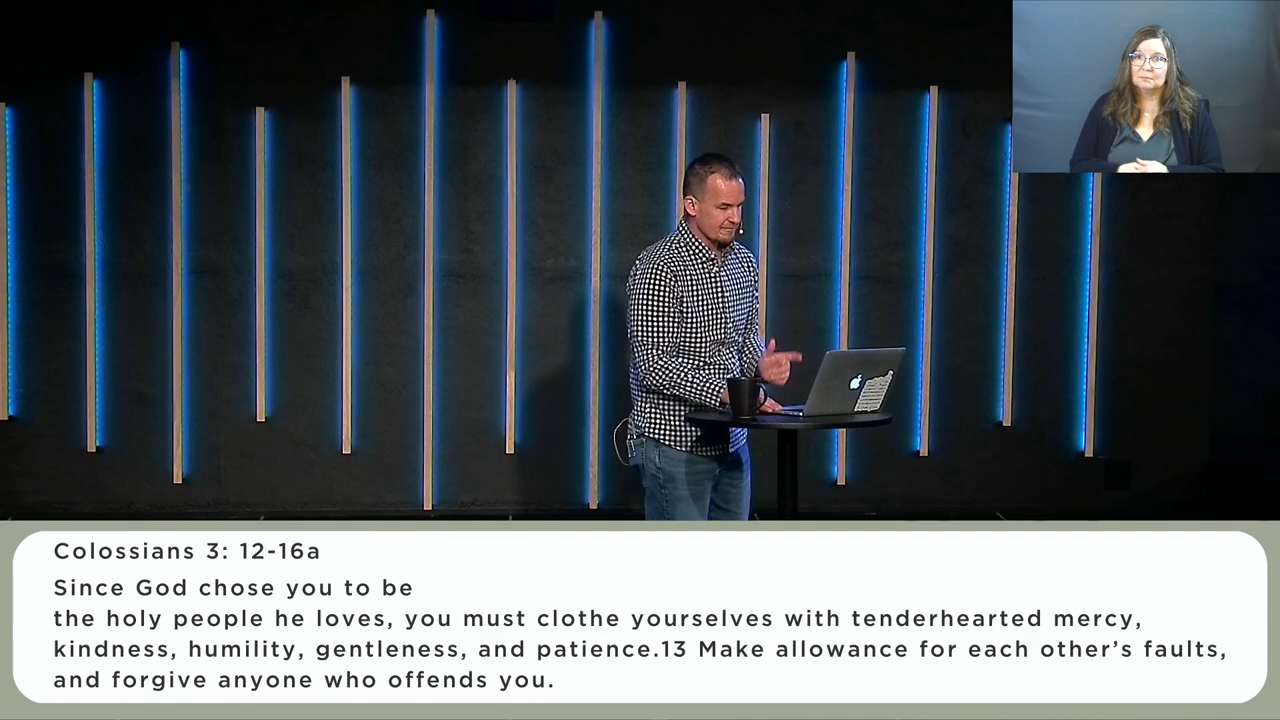 Colossians 3: 12-16a
Since God chose you to be
the holy people he loves, you must clothe yourselves with tenderhearted mercy,
kindness, humility, gentleness, and patience.13 Make allowance for each other’s faults,
and forgive anyone who offends you.